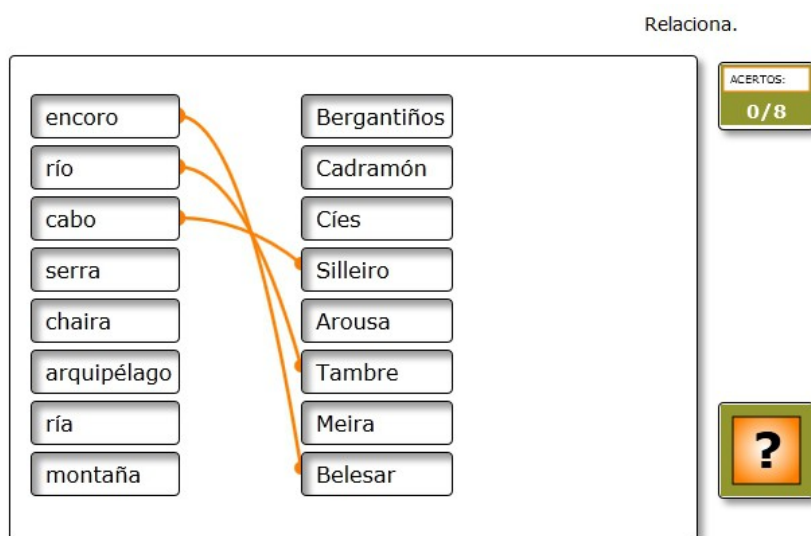 Relaciona.
ACERTOS:
0/8
encoro Bergantiños
río Cadramón
cabo Cíes
serra Silleiro
chaira Arousa
arquipélago Tambre
ría Meira
montaña Belesar
?